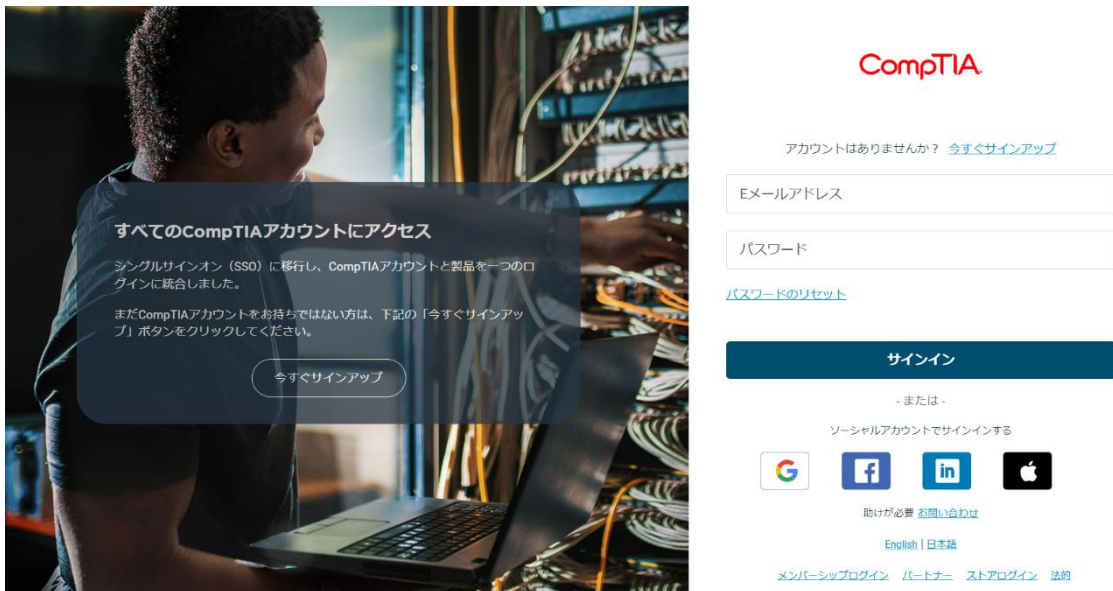 すべてのCompTIAアカウントにアクセス
シングルサインオン（SSO）に移行し、CompTIAアカウントと製品を一つのロ
グインに統合しました。
まだCompTIAアカウントをお持ちではない方は、下記の「今すぐサインアッ
プ」ボタンをクリックしてください。
今すぐサインアップ
CompTIA.
アカウントはありませんか？ 今すぐサインアップ
Eメールアドレス
パスワード
パスワードのリセット
サインイン
- または -
ソーシャルアカウントでサインインする
G f in
助けが必要 お問い合わせ
English | 日本語
メンバーシップログイン パートナー ストアログイン 法的